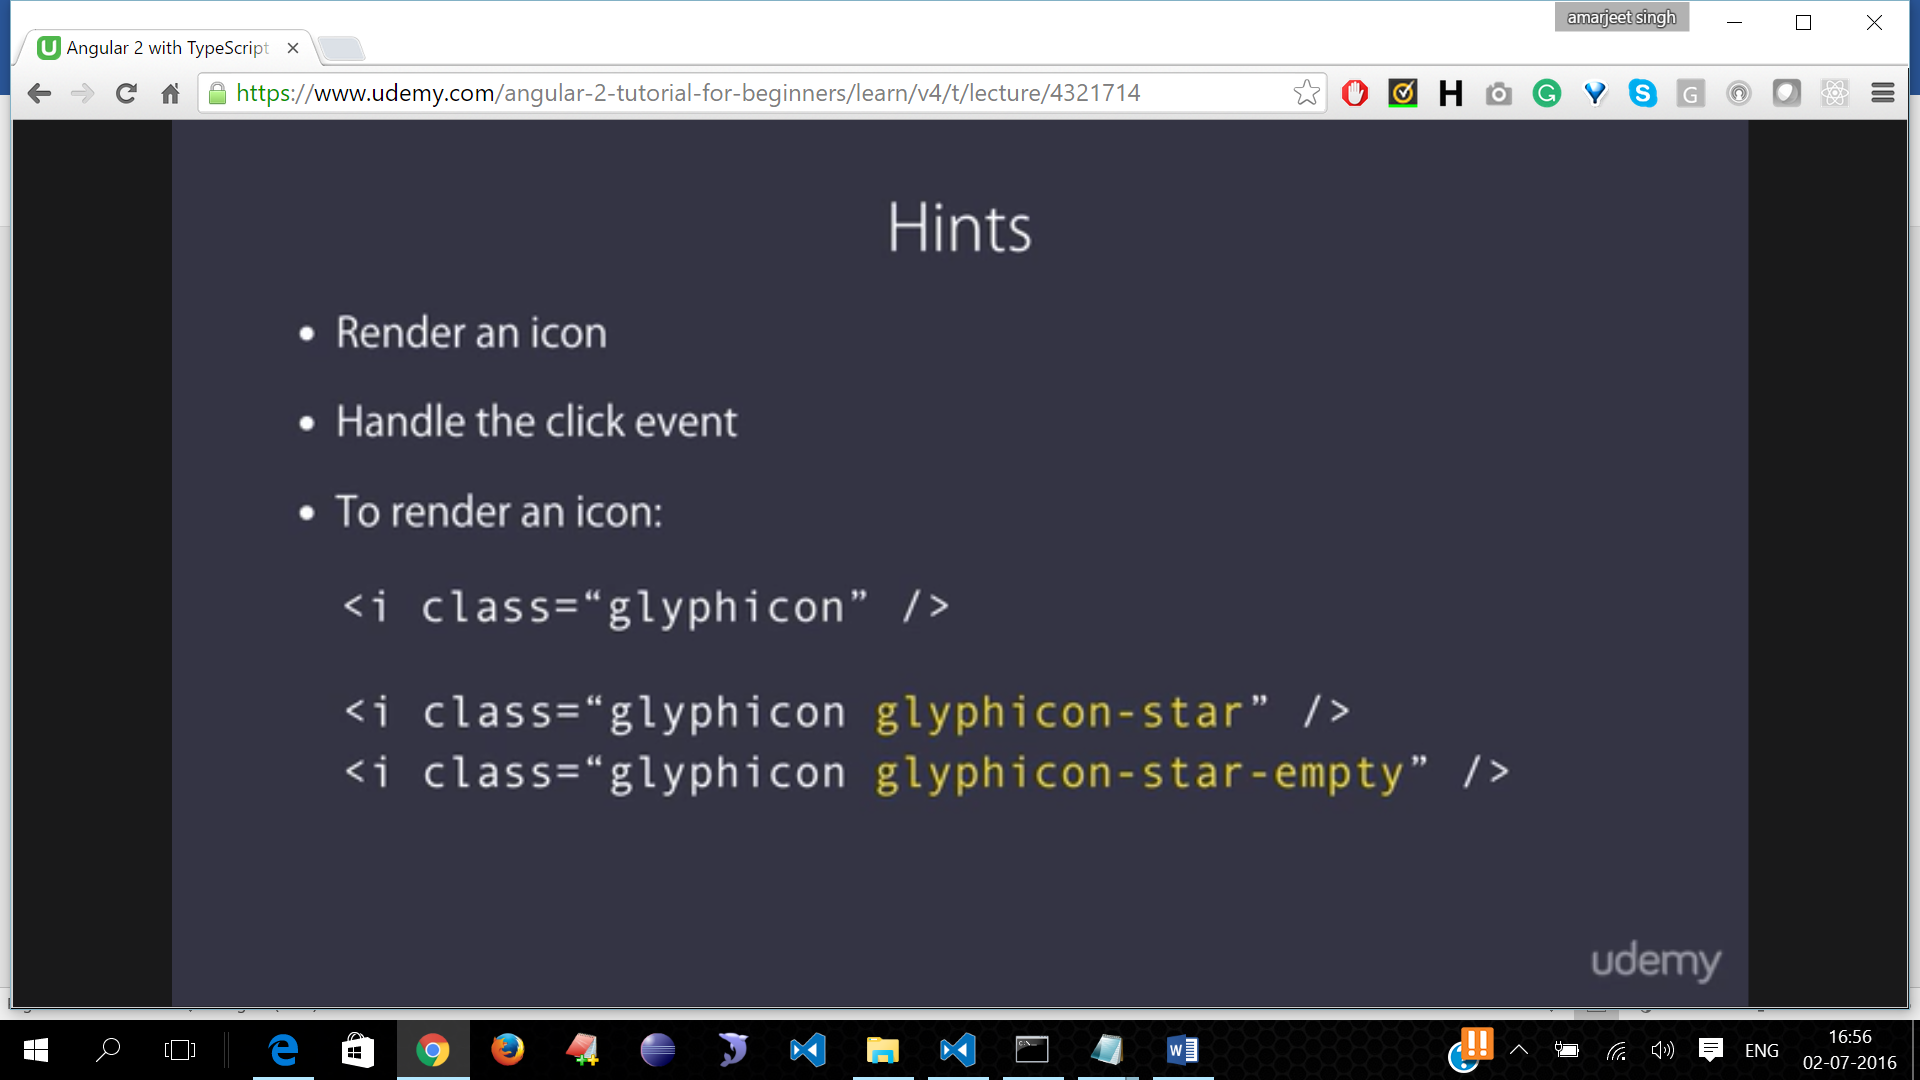 amarjeet singh
Angular 2 with TypeScript
https://www.udemy.com/angular-2-tutorial-for-beginners/learn/v4/t/lecture/4321714
Hints
• Render an icon
• Handle the click event
• To render an icon:
<i class=“glyphicon” />
<i class=“glyphicon glyphicon-star” />
<i class=“glyphicon glyphicon-star-empty” />
udemy
ENG
16:56
02-07-2016